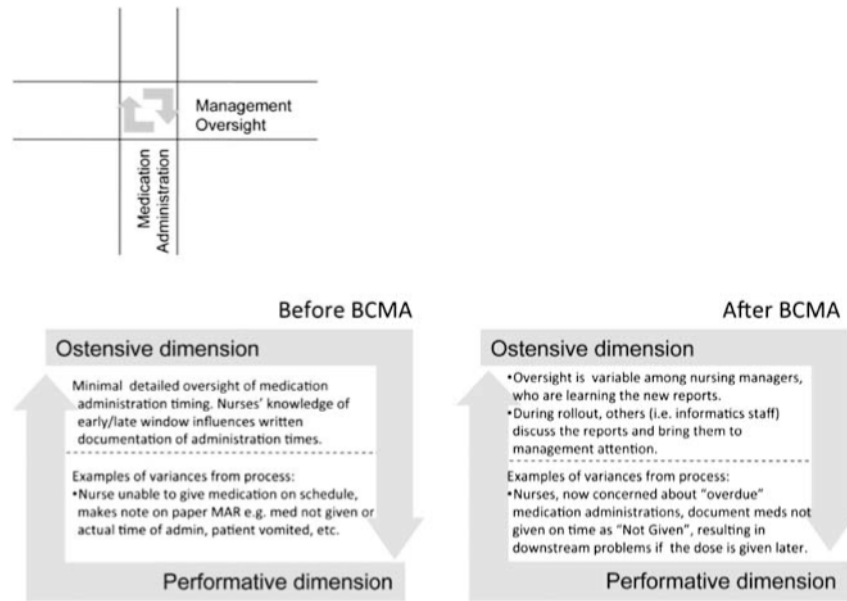 Management
Oversight
Medication
Administration
Before BCMA
Ostensive dimension
Minimal detailed oversight of medication
administration timing. Nurses' knowledge of
early/late window influences written
documentation of administration times.
Examples of variances from process:
•Nurse unable to give medication on schedule,
makes note on paper MAR e.g. med not given or
actual time of admin, patient vomited, etc.
Performative dimension
After BCMA
Ostensive dimension
•Oversight is variable among nursing managers,
who are learning the new reports.
•During rollout, others (i.e. informatics staff)
discuss the reports and bring them to
management attention.
Examples of variances from process:
•Nurses, now concerned about "overdue"
medication administrations, document meds not
given on time as "Not Given", resulting in
downstream problems if the dose is given later.
Performative dimension